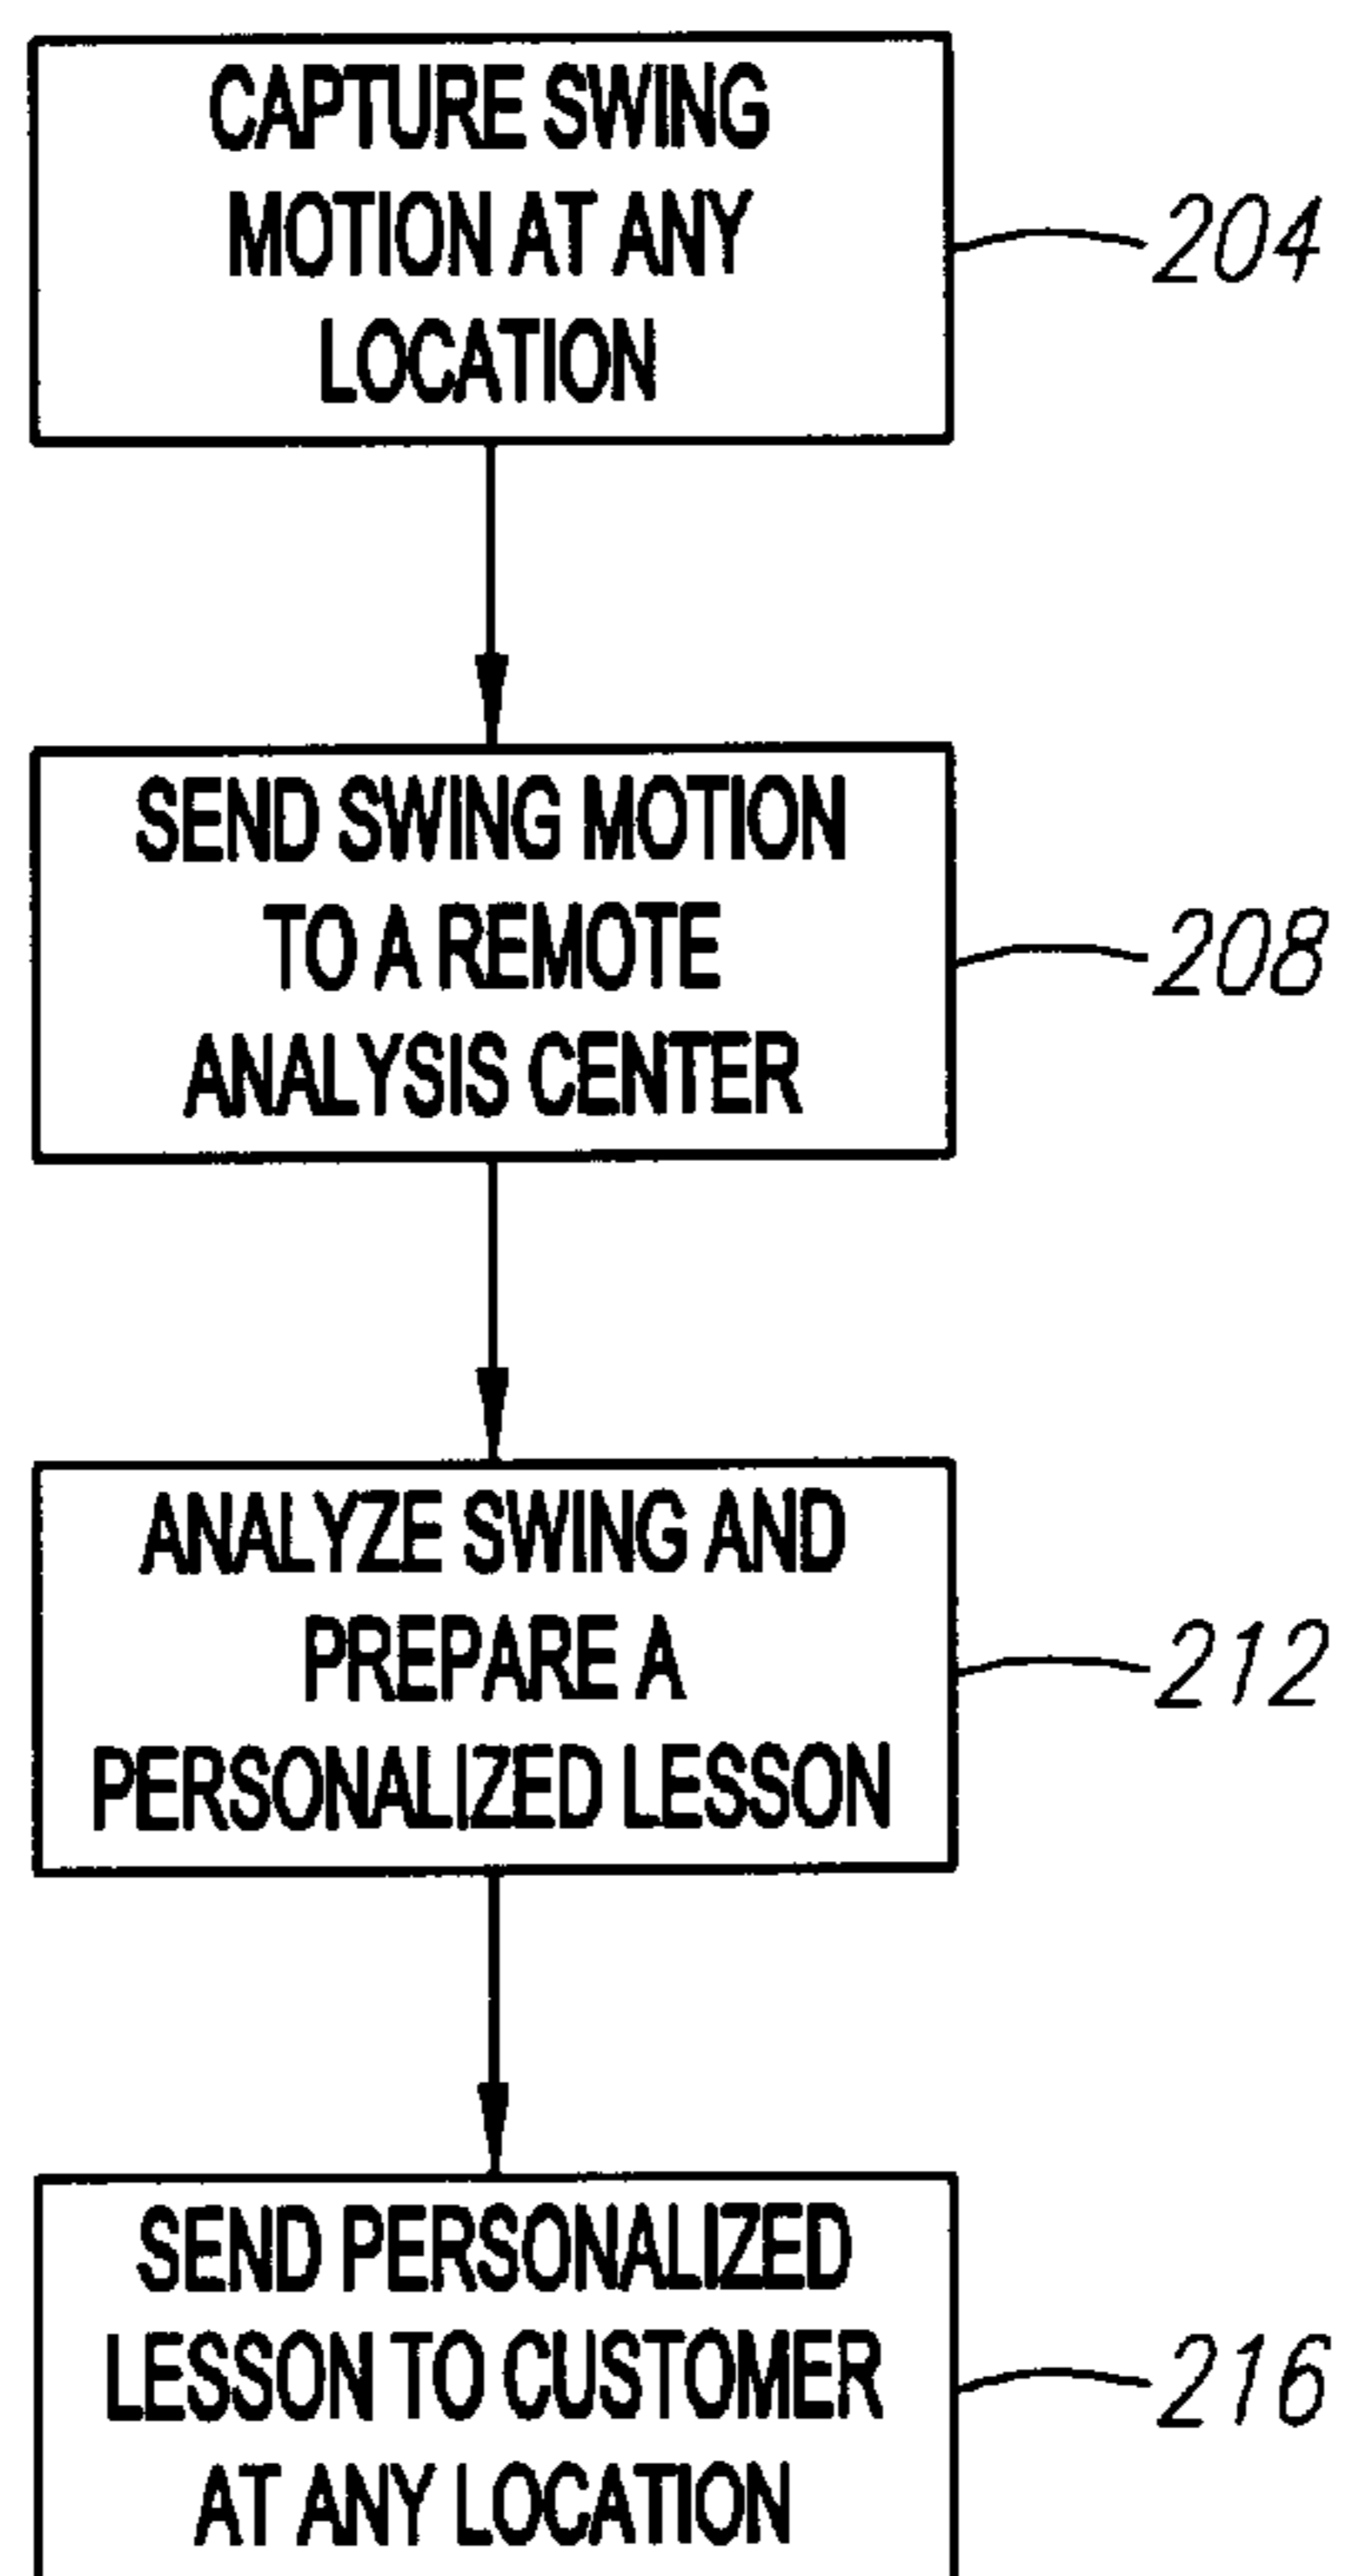 CAPTURE SWING
MOTION AT ANY
LOCATION
204
SEND SWING MOTION
TO A REMOTE
ANALYSIS CENTER
208
ANALYZE SWING AND
PREPARE A
PERSONALIZED LESSON
212
SEND PERSONALIZED
LESSON TO CUSTOMER
AT ANY LOCATION
216